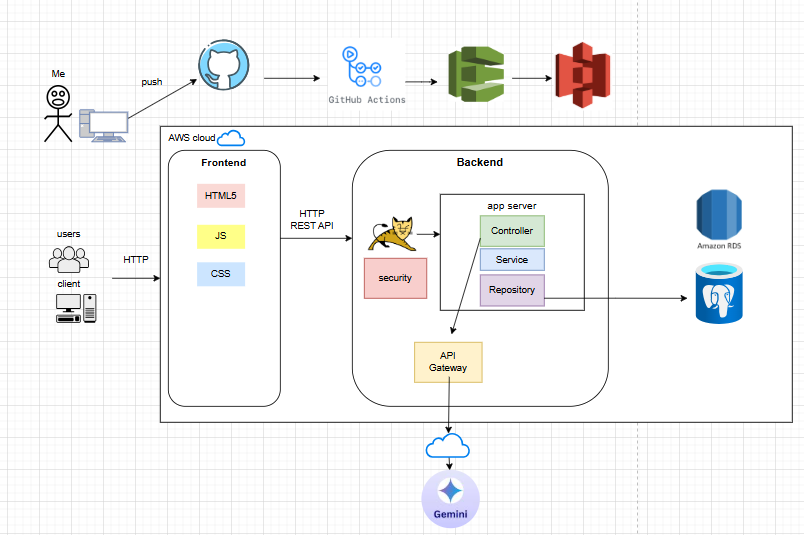 Me
push
GitHub Actions
AWS cloud
Frontend
Backend
HTML5
JS
CSS
HTTP
REST API
app server
Controller
Service
Repository
security
API
Gateway
Amazon RDS
users
HTTP
client
Gemini